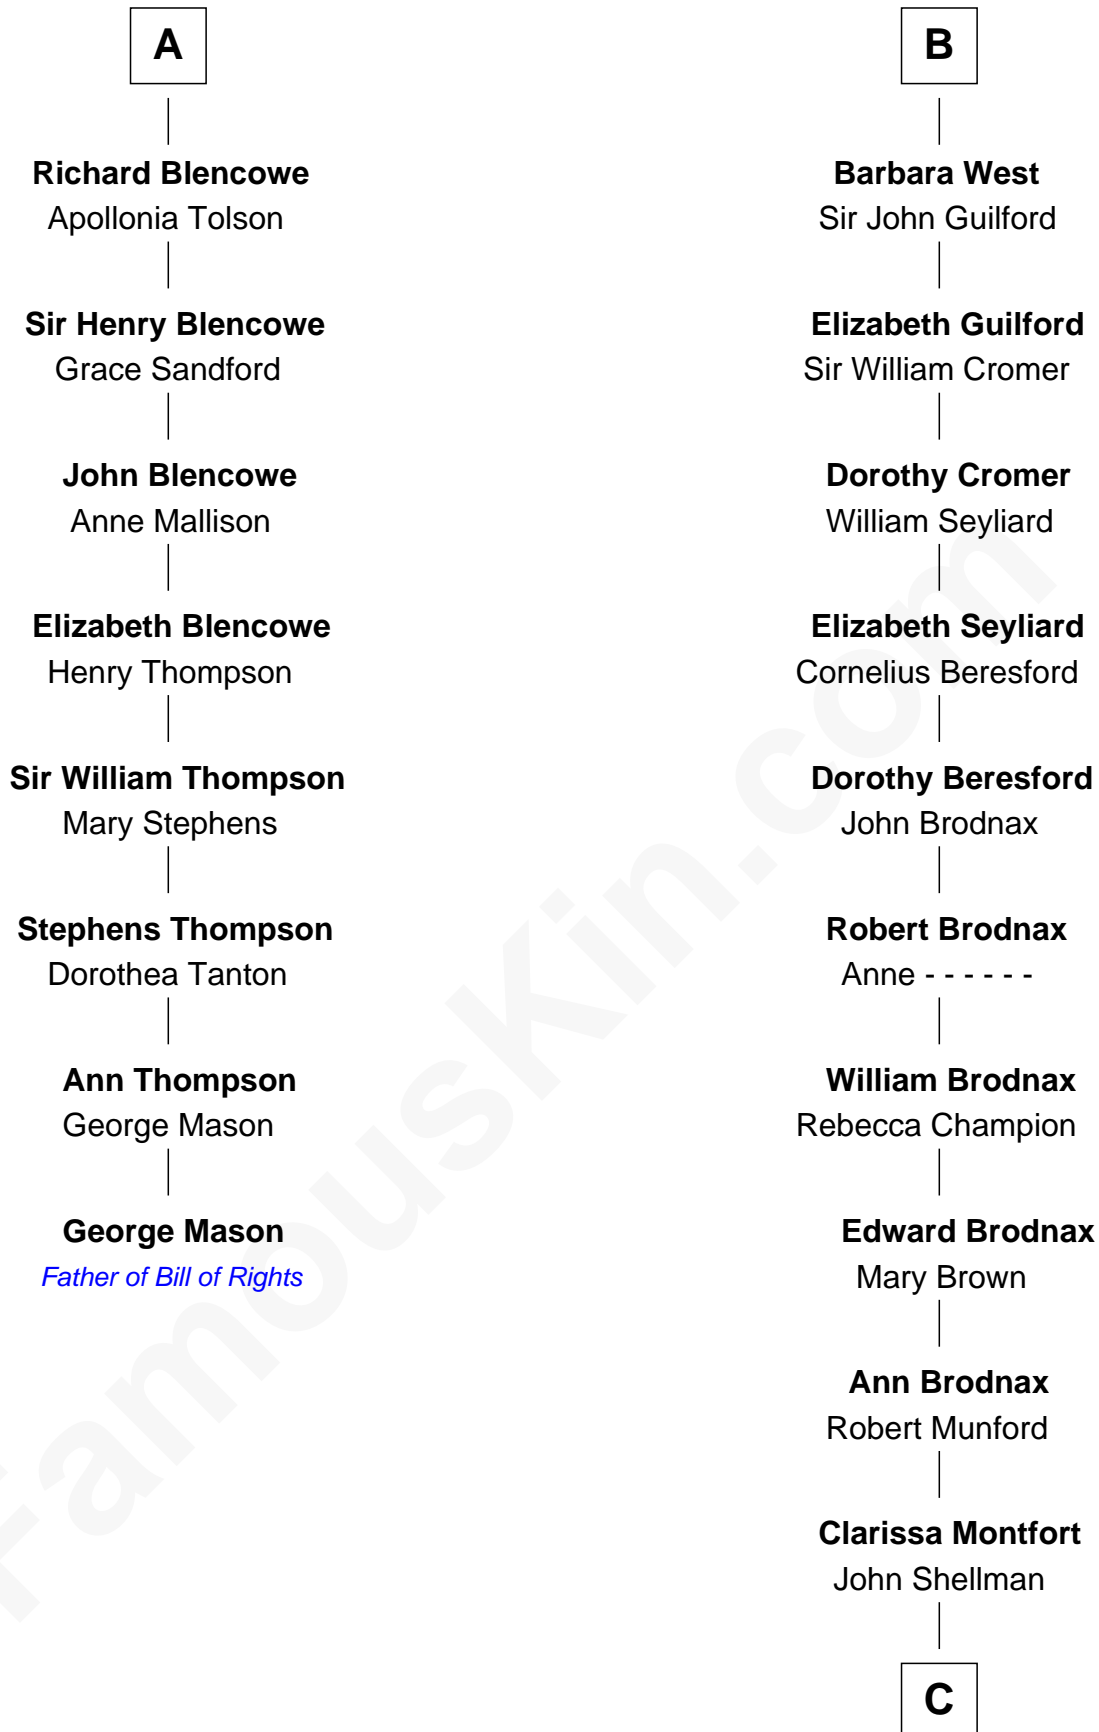 A
Richard Blencowe
Apollonia Tolson
Sir Henry Blencowe
Grace Sandford
John Blencowe
Anne Mallison
Elizabeth Blencowe
Henry Thompson
Sir William Thompson
Mary Stephens
Stephens Thompson
Dorothea Tanton
Ann Thompson
George Mason
George Mason
Father of Bill of Rights
B
Barbara West
Sir John Guilford
Elizabeth Guilford
Sir William Cromer
Dorothy Cromer
William Seyliard
Elizabeth Seyliard
Cornelius Beresford
Dorothy Beresford
John Brodnax
Robert Brodnax
Anne - - - - - -
William Brodnax
Rebecca Champion
Edward Brodnax
Mary Brown
Ann Brodnax
Robert Munford
Clarissa Montfort
John Shellman
C
FamousKin.com